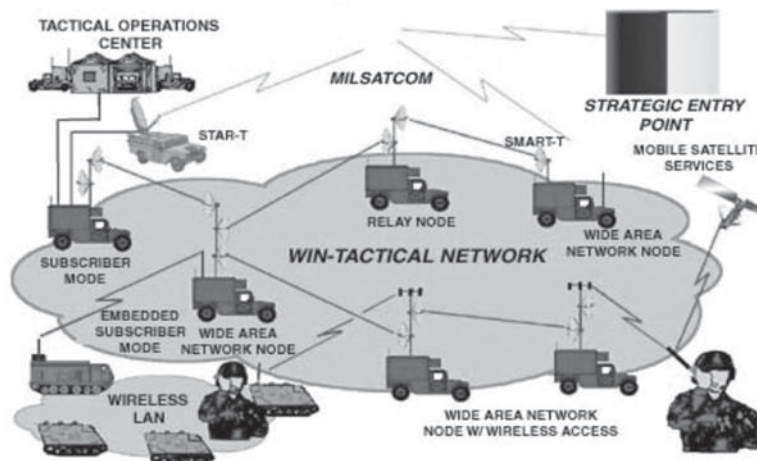 TACTICAL OPERATIONS
CENTER
MILSATCOM
STRATEGIC ENTRY
POINT
STAR-T
SMART-T
MOBILE SATELLITE
SERVICES
RELAY NODE
WIDE AREA
NETWORK NODE
WIN-TACTICAL NETWORK
SUBSCRIBER
MODE
EMBEDDED
SUBSCRIBER
MODE
WIDE AREA
NETWORK NODE
WIRELESS
LAN
WIDE AREA NETWORK
NODE W/ WIRELESS ACCESS